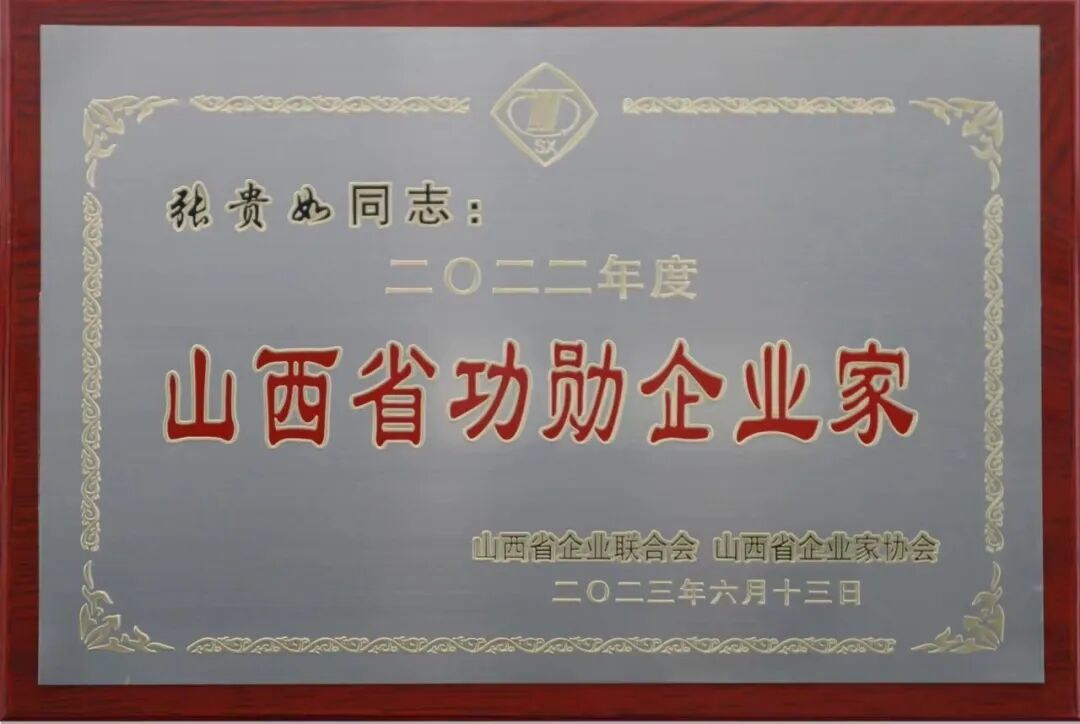 SX
张贵如同志：
二〇二二年度
山西省功勋企业家
山西省企业联合会 山西省企业家协会
二〇二三年六月十三日